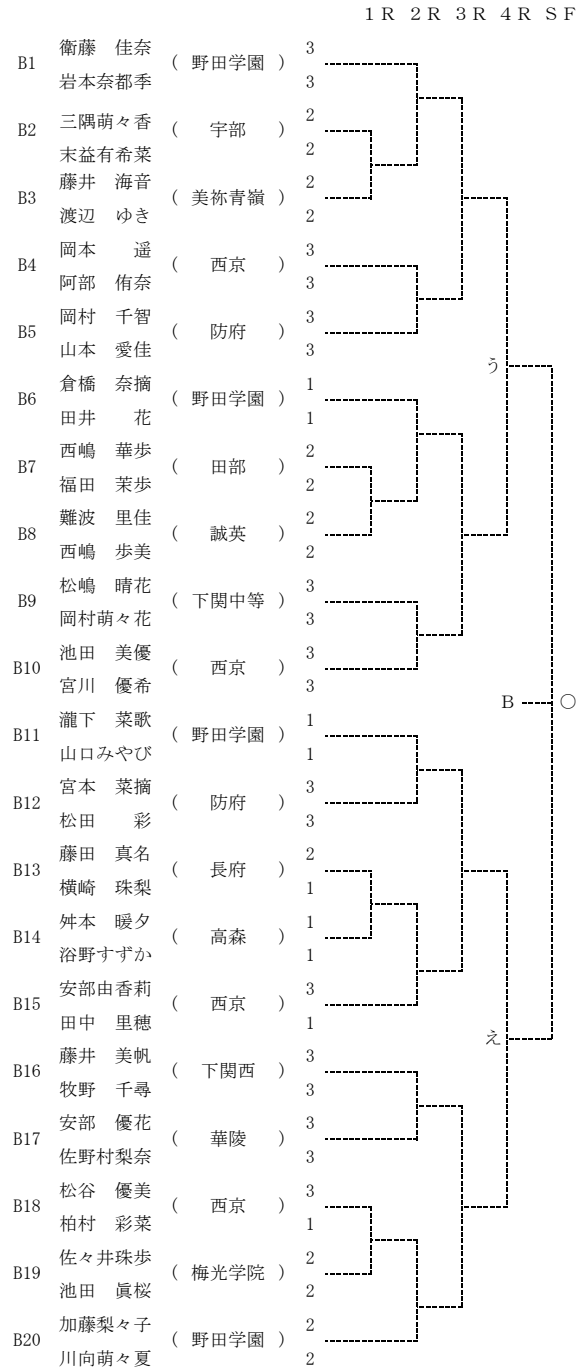 １Ｒ ２Ｒ ３Ｒ ４Ｒ ＳＦ
衛藤　佳奈 3
B1 （ 野田学園 ）
岩本奈都季 3
三隅萌々香 2
B2 （ 宇部 ）
末益有希菜 2
藤井　海音 2
B3 （ 美祢青嶺 ）
渡辺　ゆき 2
岡本　　遥 3
B4 （ 西京 ）
阿部　侑奈 3
岡村　千智 3
B5 （ 防府 ）
山本　愛佳 3
う
倉橋　奈摘 1
B6 （ 野田学園 ）
田井　　花 1
西嶋　華歩 2
B7 （ 田部 ）
福田　茉歩 2
難波　里佳 2
B8 （ 誠英 ）
西嶋　歩美 2
松嶋　晴花 3
B9 （ 下関中等 ）
岡村萌々花 3
池田　美優 3
B10 （ 西京 ）
宮川　優希 3
Ｂ ○
瀧下　菜歌 1
B11 （ 野田学園 ）
山口みやび 1
宮本　菜摘 3
B12 （ 防府 ）
松田　　彩 3
藤田　真名 2
B13 （ 長府 ）
横崎　珠梨 1
舛本　暖夕 1
B14 （ 高森 ）
浴野すずか 1
安部由香莉 3
B15 （ 西京 ）
田中　里穂 1
え
藤井　美帆 3
B16 （ 下関西 ）
牧野　千尋 3
安部　優花 3
B17 （ 華陵 ）
佐野村梨奈 3
松谷　優美 3
B18 （ 西京 ）
柏村　彩菜 1
佐々井珠歩 2
B19 （ 梅光学院 ）
池田　眞桜 2
加藤梨々子 2
B20 （ 野田学園 ）
川向萌々夏 2